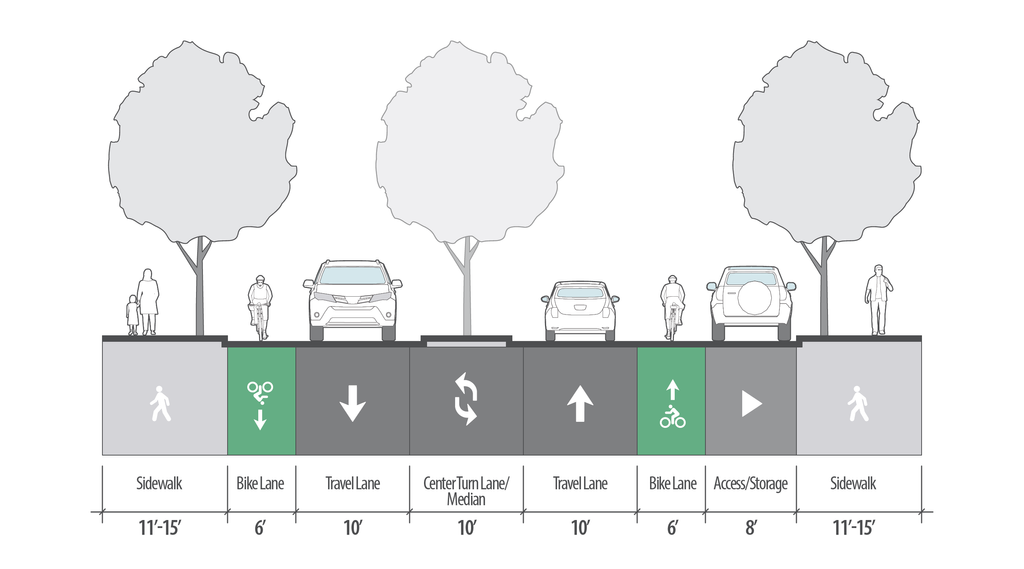 Sidewalk
Bike Lane
Travel Lane
Center Turn Lane/
Median
Travel Lane
Bike Lane
Access/Storage
Sidewalk
11'-15'
6'
10'
10'
10'
6'
8'
11'-15'